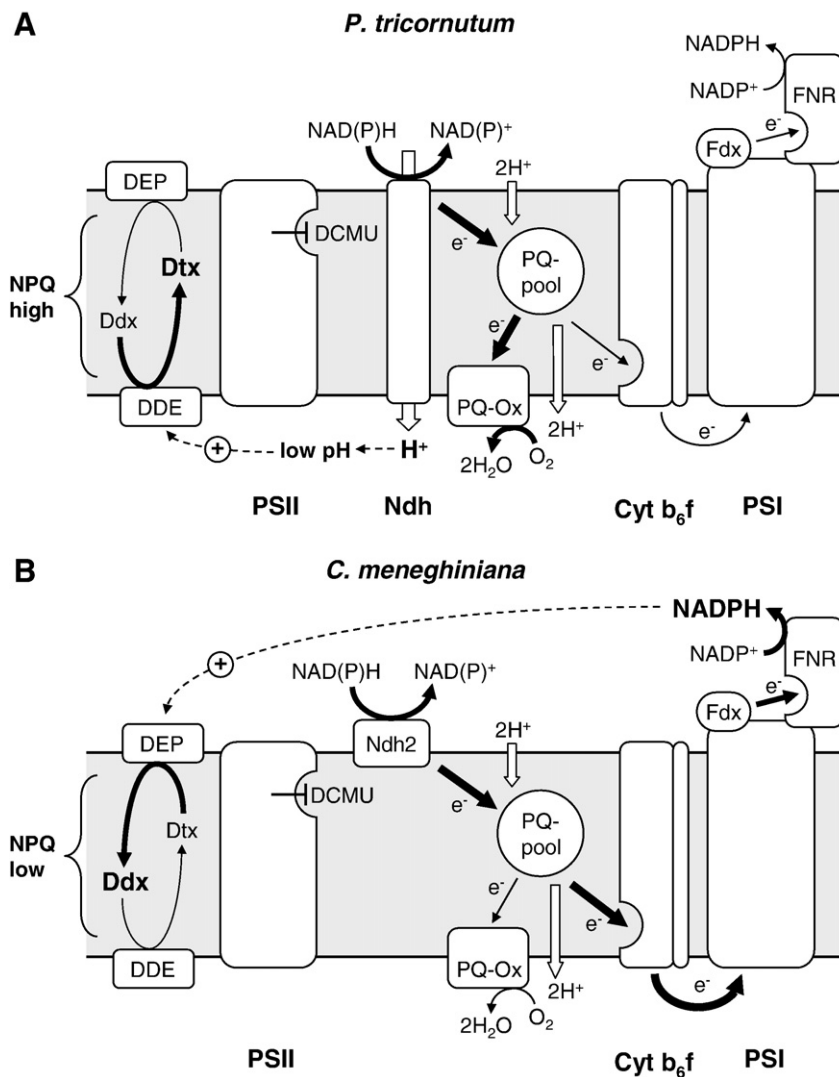 A
P. tricornutum
NADPH
NADP⁺
FNR
e⁻
Fdx
NAD(P)H
NAD(P)⁺
2H⁺
DEP
DCMU
e⁻
PQ-
pool
Dtx
NPQ
high
Ddx
e⁻
e⁻
DDE
PQ-Ox
2H⁺
e⁻
+
low pH
H⁺
2H₂O
O₂
PSII
Ndh
Cyt b₆f
PSI
B
C. meneghiniana
NADPH
NADP⁺
FNR
+
NAD(P)H
NAD(P)⁺
e⁻
Fdx
DEP
Ndh2
2H⁺
DCMU
e⁻
PQ-
pool
Dtx
NPQ
low
Ddx
e⁻
e⁻
DDE
PQ-Ox
2H⁺
e⁻
2H₂O
O₂
PSII
Cyt b₆f
PSI